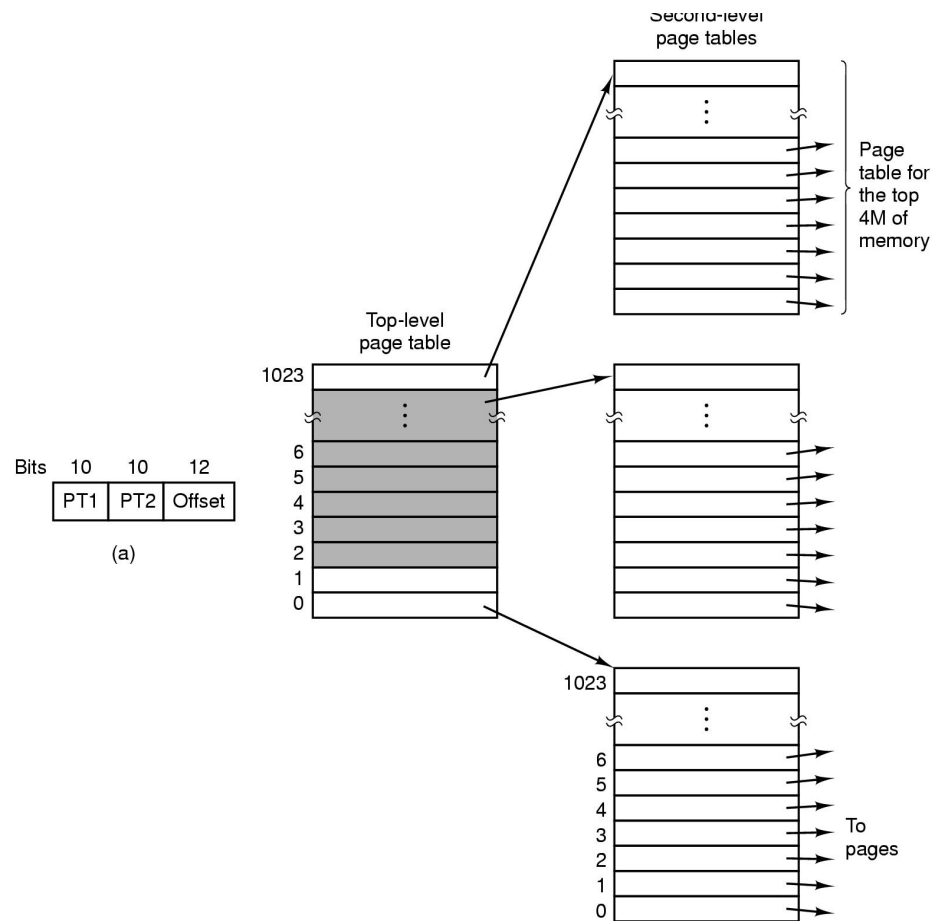 Second-level
page tables
Page
table for
the top
4M of
memory
Top-level
page table
1023
6
5
4
3
2
1
0
Bits 10 10 12
PT1 PT2 Offset
(a)
1023
6
5
4
3
2
1
0
To
pages